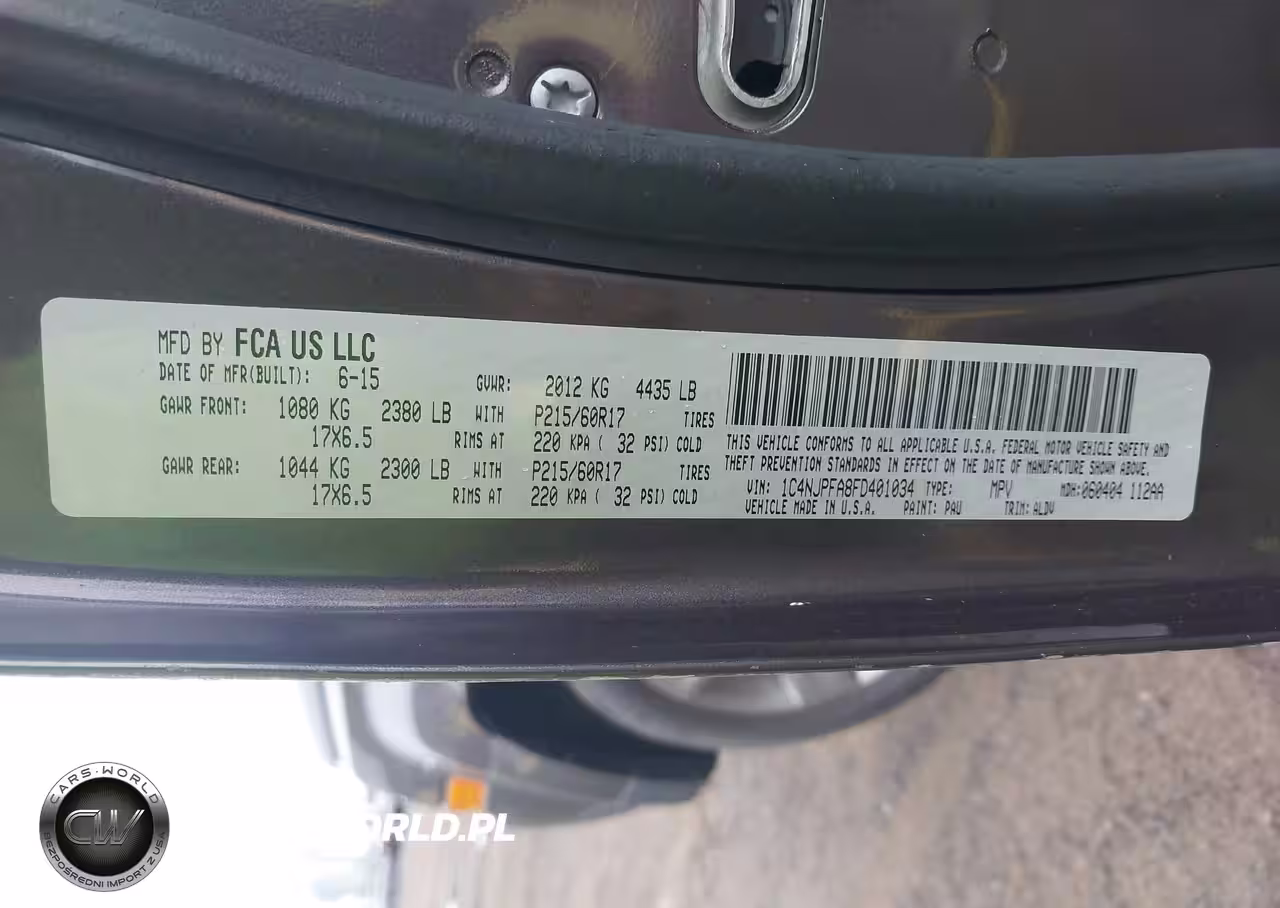 MFD BY FCA US LLC
DATE OF MFR(BUILT): 6-15 GVWR: 2012 KG 4435 LB
GAWR FRONT: 1080 KG 2380 LB WITH P215/60R17 TIRES
17X6.5 RIMS AT 220 KPA ( 32 PSI) COLD
GAWR REAR: 1044 KG 2300 LB WITH P215/60R17 TIRES
17X6.5 RIMS AT 220 KPA ( 32 PSI) COLD
THIS VEHICLE CONFORMS TO ALL APPLICABLE U.S.A. FEDERAL MOTOR VEHICLE SAFETY AND
THEFT PREVENTION STANDARDS IN EFFECT ON THE DATE OF MANUFACTURE SHOWN ABOVE.
VIN: 1C4NJPFA8FD401034 TYPE: MPV MDH:060404 112AA
VEHICLE MADE IN U.S.A. PAINT: PAU TRIM: ALDV
CARS-WORLD
CW
BEZPOŚREDNI IMPORT Z USA
ORLD.PL